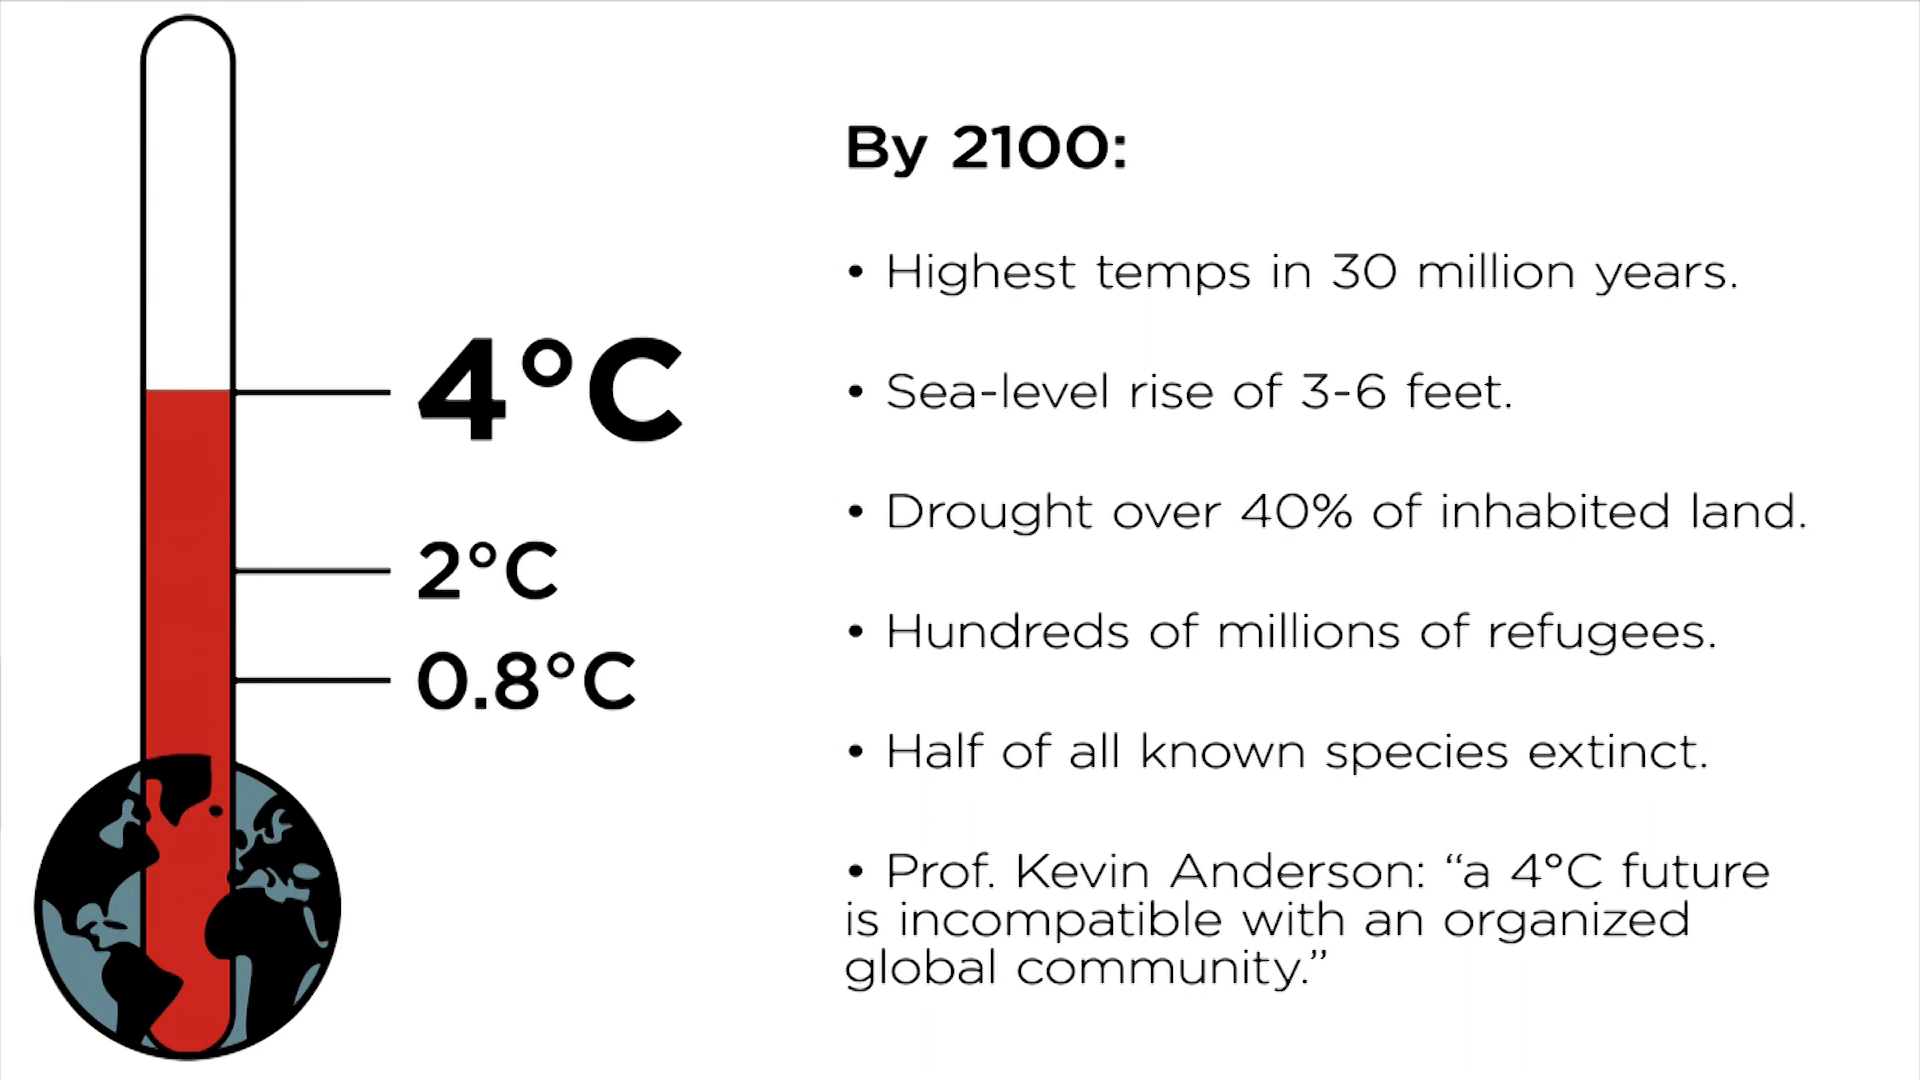 4°C
2°C
0.8°C
By 2100:
• Highest temps in 30 million years.
• Sea-level rise of 3-6 feet.
• Drought over 40% of inhabited land.
• Hundreds of millions of refugees.
• Half of all known species extinct.
• Prof. Kevin Anderson: “a 4°C future
is incompatible with an organized
global community.”